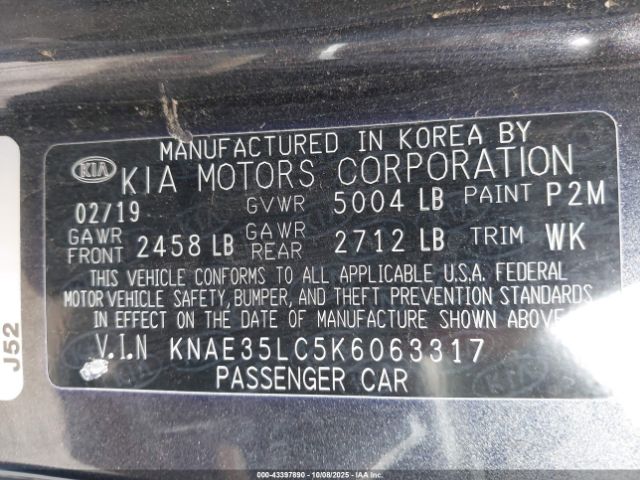 MANUFACTURED IN KOREA BY
KIA KIA MOTORS CORPORATION
02/19 GVWR 5004 LB PAINT P2M
GAWR FRONT 2458 LB GAWR REAR 2712 LB TRIM WK
THIS VEHICLE CONFORMS TO ALL APPLICABLE U.S.A. FEDERAL
MOTOR VEHICLE SAFETY, BUMPER, AND THEFT PREVENTION STANDARDS
IN EFFECT ON THE DATE OF MANUFACTURE SHOWN ABOVE.
V.I.N KNAE35LC5K6063317
PASSENGER CAR
J52
000-43397890 - 10/08/2025 - IAAI.COM